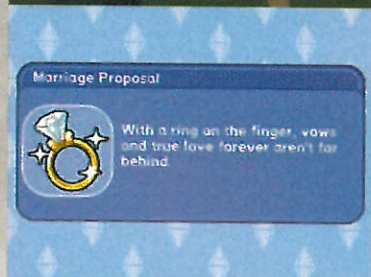 Marriage Proposal
With a ring on the finger, vows
and true love forever aren't far
behind.